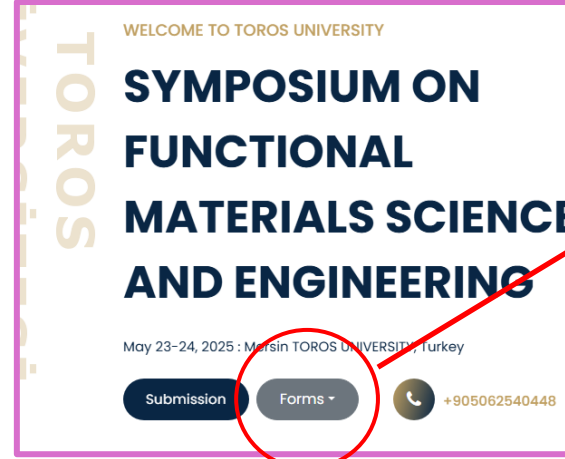 WELCOME TO TOROS UNIVERSITY
TOROS
SYMPOSIUM ON
FUNCTIONAL
MATERIALS SCIENCE
AND ENGINEERING
May 23-24, 2025 : Mersin TOROS UNIVERSITY, Turkey
Submission
Forms
+905062540448